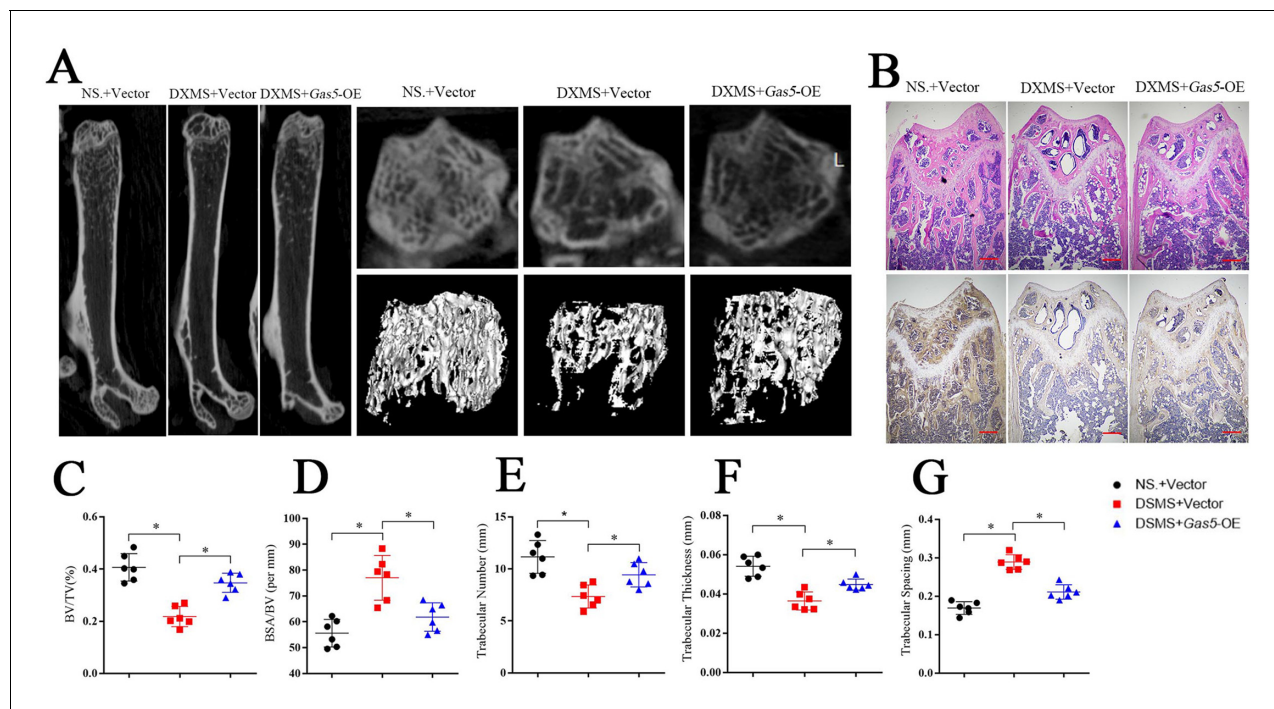 A
NS.+Vector DXMS+Vector DXMS+Gas5-OE
NS.+Vector DXMS+Vector DXMS+Gas5-OE
L
B
NS.+Vector DXMS+Vector DXMS+Gas5-OE
C
BV/TV(%)
0.6
0.4
0.2
0.0
* *
D
BSA/BV (per mm)
100
90
80
70
60
50
40
* *
E
Trabecular Number (mm)
15
10
5
0
* *
F
Trabecular Thickness (mm)
0.08
0.06
0.04
0.02
0.00
* *
G
Trabecular Spacing (mm)
0.4
0.3
0.2
0.1
0.0
* *
NS.+Vector
DSMS+Vector
DSMS+Gas5-OE